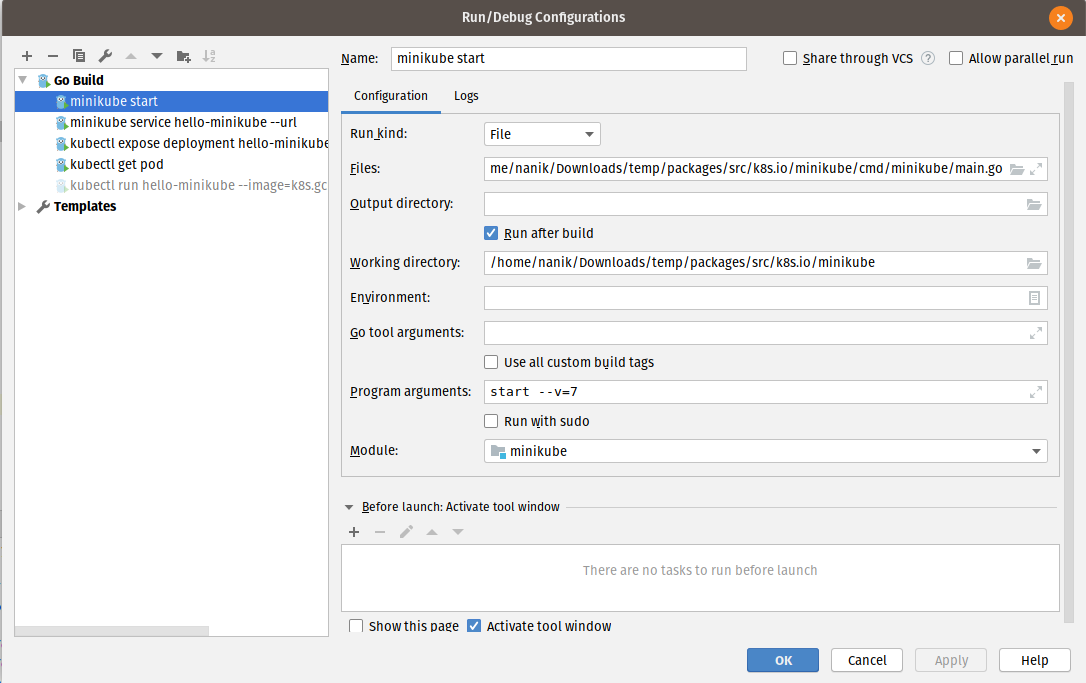 Run/Debug Configurations
Name: minikube start
Share through VCS ? Allow parallel run
Go Build
minikube start
minikube service hello-minikube --url
kubectl expose deployment hello-minikube
kubectl get pod
kubectl run hello-minikube --image=k8s.gc
Templates
Configuration Logs
Run kind: File
Files: me/nanik/Downloads/temp/packages/src/k8s.io/minikube/cmd/minikube/main.go
Output directory:
Run after build
Working directory: /home/nanik/Downloads/temp/packages/src/k8s.io/minikube
Environment:
Go tool arguments:
Use all custom build tags
Program arguments: start --v=7
Run with sudo
Module: minikube
Before launch: Activate tool window
There are no tasks to run before launch
Show this page Activate tool window
OK Cancel Apply Help